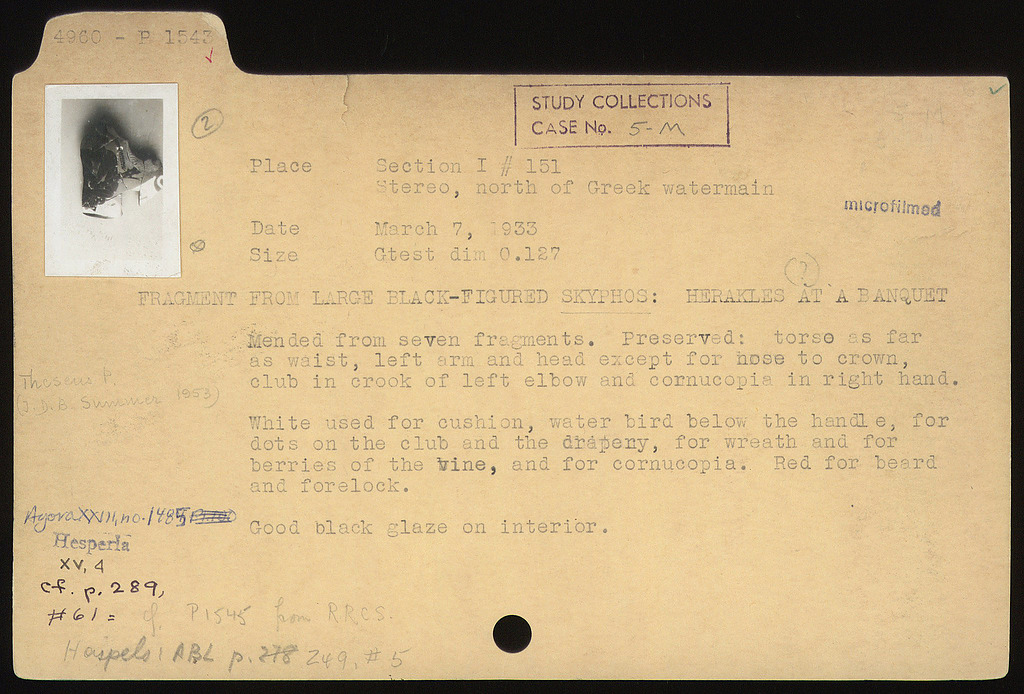 4960 - P 1543
STUDY COLLECTIONS
CASE No. 5-M
②
Place Section I # 151
Stereo, north of Greek watermain
microfilmed
Date March 7, 1933
Size Gtest dim 0.127
(?)
FRAGMENT FROM LARGE BLACK-FIGURED SKYPHOS: HERAKLES AT A BANQUET
Mended from seven fragments. Preserved: torso as far
as waist, left arm and head except for nose to crown,
club in crook of left elbow and cornucopia in right hand.
Theseus P.
(J.D.B. Summer 1953)
White used for cushion, water bird below the handle, for
dots on the club and the drapery, for wreath and for
berries of the vine, and for cornucopia. Red for beard
and forelock.
Agora XXIII, no. 1485
Good black glaze on interior.
Hesperia
XV, 4
cf. p. 289,
#61 = cf. P1545 from R.R.C.S.
Haspels: ABL p. 278 249, #5